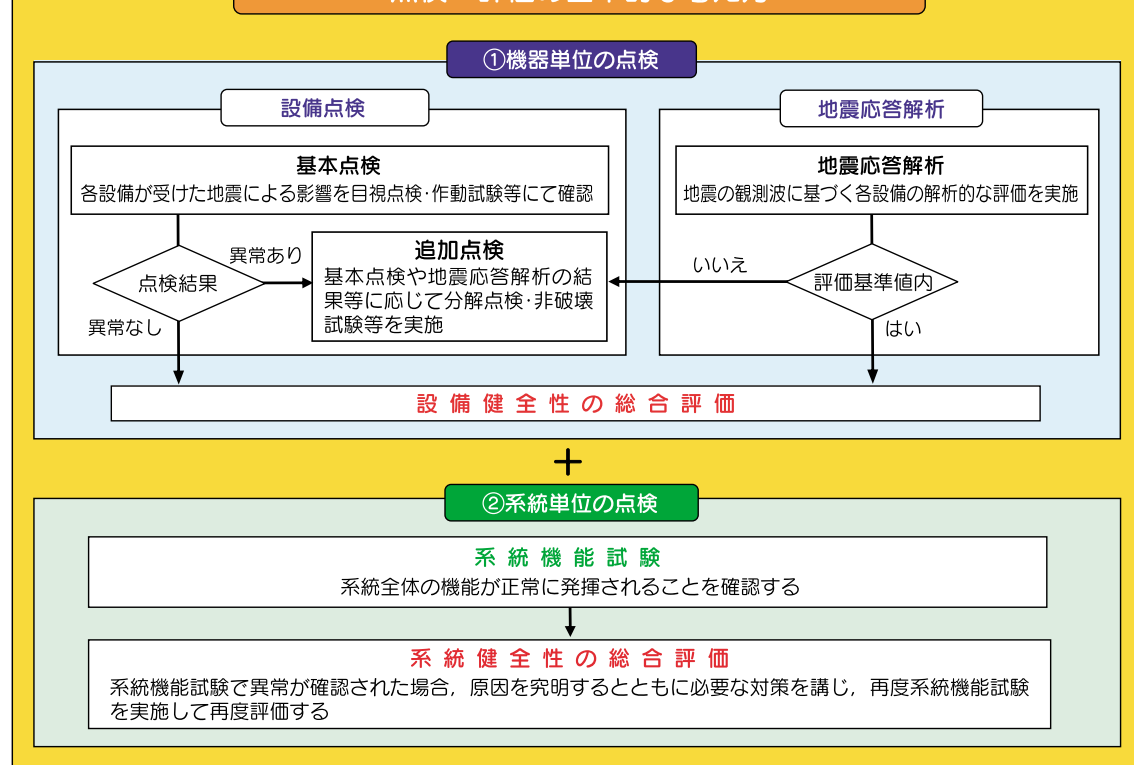 ①機器単位の点検
設備点検
基本点検
各設備が受けた地震による影響を目視点検・作動試験等にて確認
点検結果
異常あり
異常なし
追加点検
基本点検や地震応答解析の結
果等に応じて分解点検・非破壊
試験等を実施
地震応答解析
地震応答解析
地震の観測波に基づく各設備の解析的な評価を実施
いいえ
評価基準値内
はい
設備健全性の総合評価
+
②系統単位の点検
系統機能試験
系統全体の機能が正常に発揮されることを確認する
系統健全性の総合評価
系統機能試験で異常が確認された場合，原因を究明するとともに必要な対策を講じ，再度系統機能試験
を実施して再度評価する